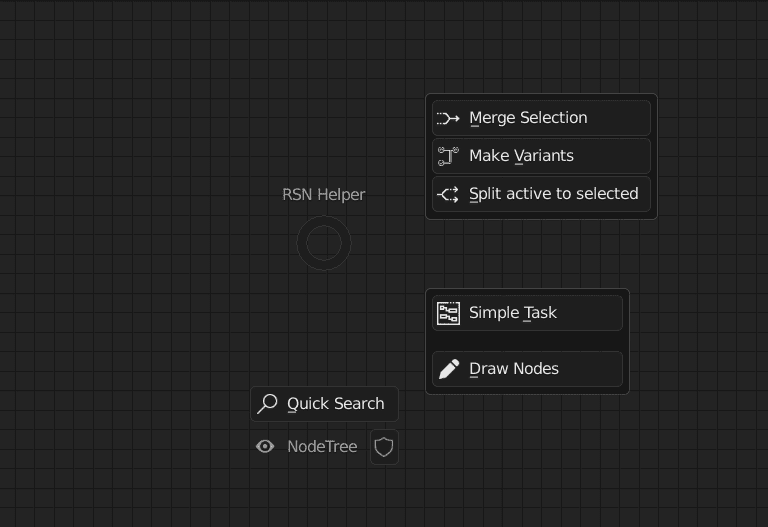 Merge Selection
Make Variants
Split active to selected
RSN Helper
Simple Task
Draw Nodes
Quick Search
NodeTree